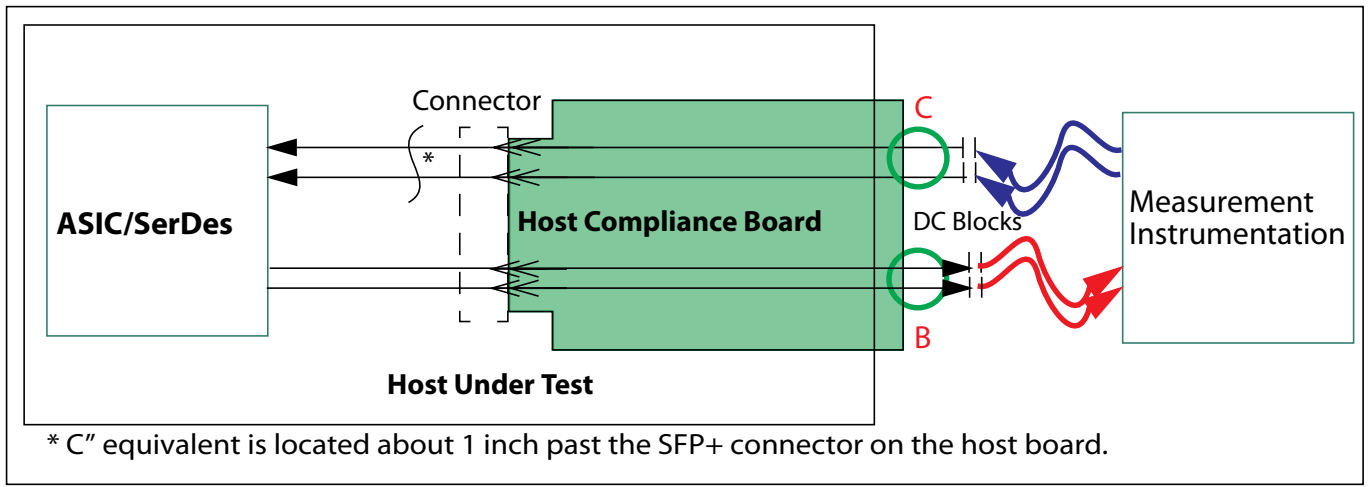 Connector
C
*
ASIC/SerDes
Host Compliance Board
DC Blocks
Measurement
Instrumentation
B
Host Under Test
* C” equivalent is located about 1 inch past the SFP+ connector on the host board.